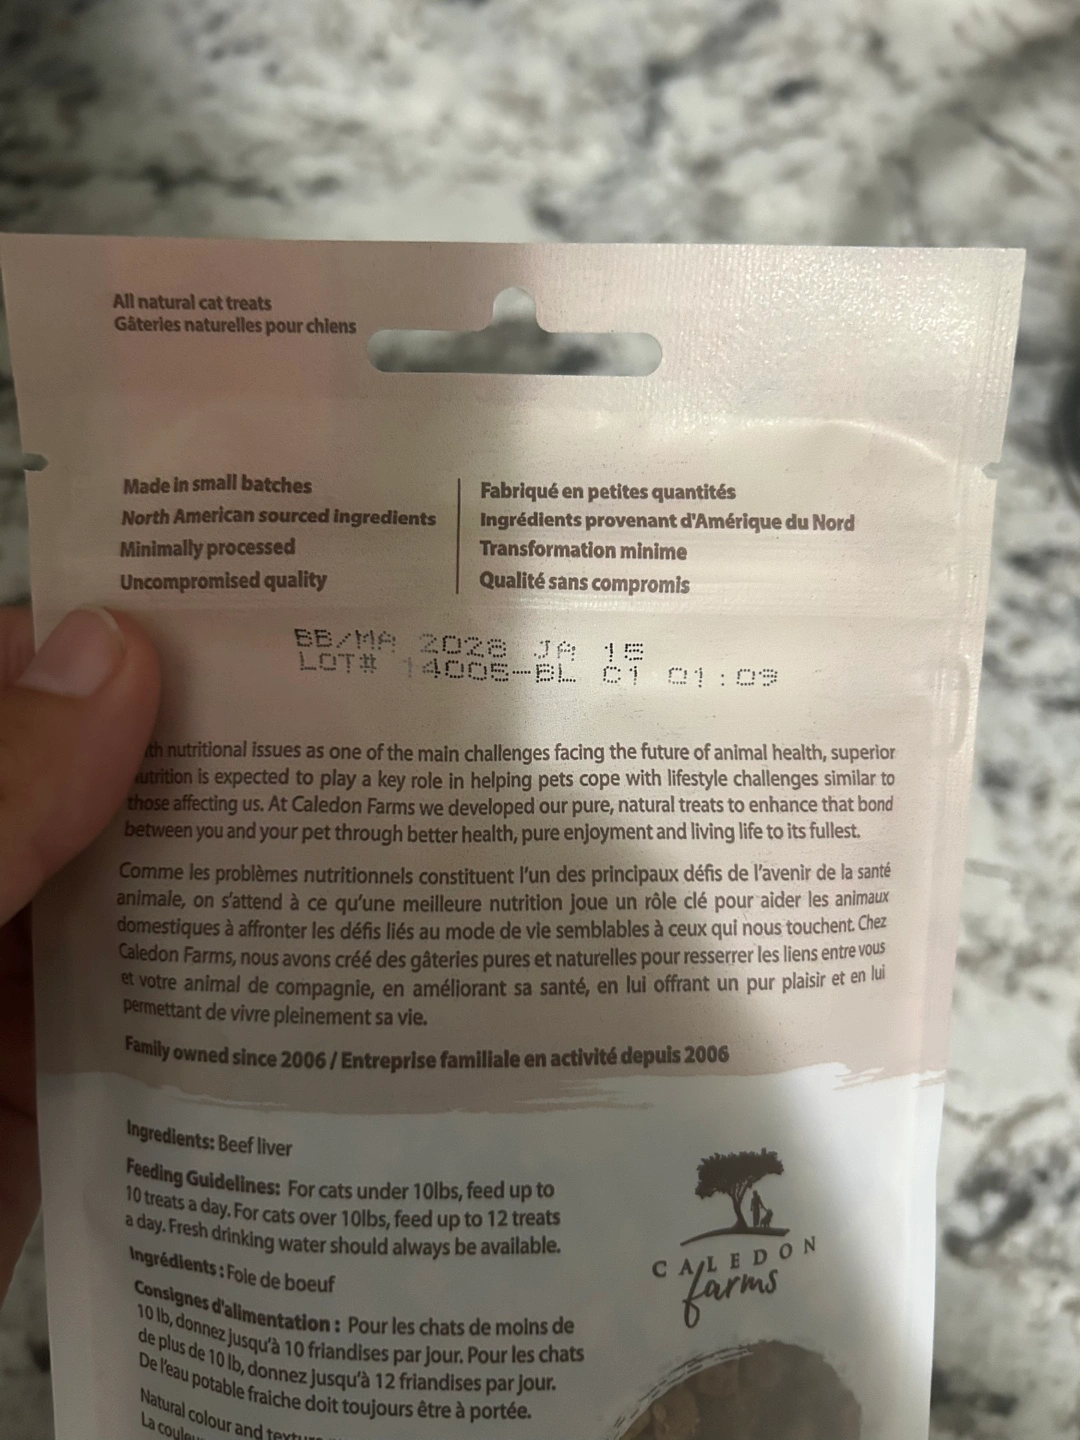 All natural cat treats
Gâteries naturelles pour chiens
Made in small batches
North American sourced ingredients
Minimally processed
Uncompromised quality
Fabriqué en petites quantités
Ingrédients provenant d'Amérique du Nord
Transformation minime
Qualité sans compromis
BB/MA 2028 JA 15
LOT# 14005-BL C1 01:09
nutritional issues as one of the main challenges facing the future of animal health, superior
nutrition is expected to play a key role in helping pets cope with lifestyle challenges similar to
those affecting us. At Caledon Farms we developed our pure, natural treats to enhance that bond
between you and your pet through better health, pure enjoyment and living life to its fullest.
Comme les problèmes nutritionnels constituent l'un des principaux défis de l'avenir de la santé
animale, on s'attend à ce qu'une meilleure nutrition joue un rôle clé pour aider les animaux
domestiques à affronter les défis liés au mode de vie semblables à ceux qui nous touchent. Chez
Caledon Farms, nous avons créé des gâteries pures et naturelles pour resserrer les liens entre vous
et votre animal de compagnie, en améliorant sa santé, en lui offrant un pur plaisir et en lui
permettant de vivre pleinement sa vie.
Family owned since 2006 / Entreprise familiale en activité depuis 2006
Ingredients: Beef liver
Feeding Guidelines: For cats under 10lbs, feed up to
10 treats a day. For cats over 10lbs, feed up to 12 treats
a day. Fresh drinking water should always be available.
Ingrédients : Foie de boeuf
Consignes d'alimentation : Pour les chats de moins de
10 lb, donnez jusqu'à 10 friandises par jour. Pour les chats
de plus de 10 lb, donnez jusqu'à 12 friandises par jour.
De l'eau potable fraiche doit toujours être à portée.
Natural colour and texture
La
CALEDON
farms